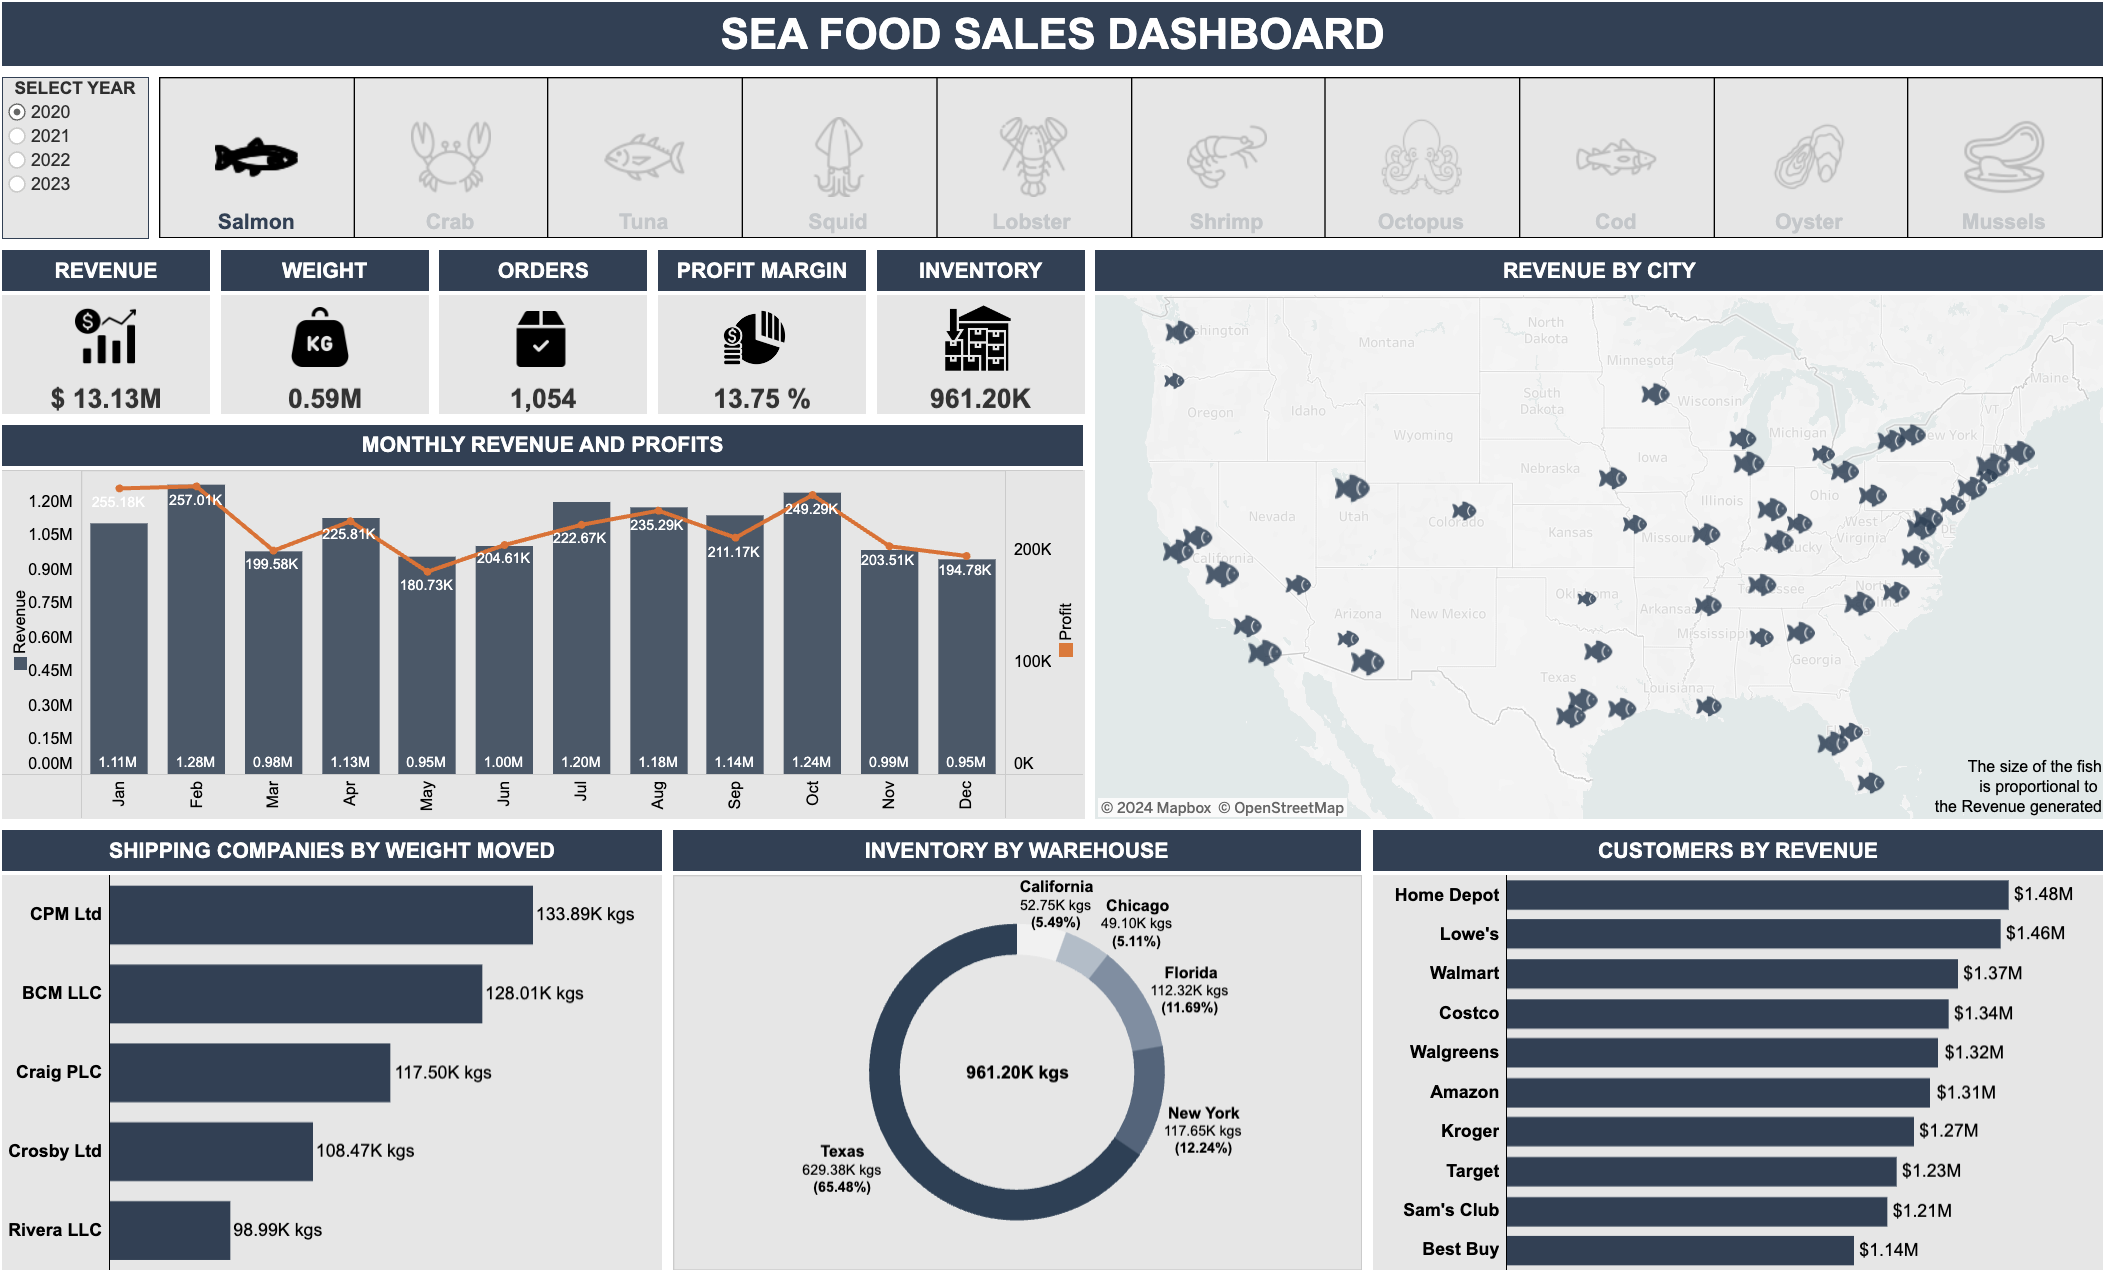 SEA FOOD SALES DASHBOARD
SELECT YEAR
2020
2021
2022
2023
Salmon
Crab
Tuna
Squid
Lobster
Shrimp
Octopus
Cod
Oyster
Mussels
REVENUE
$ 13.13M
WEIGHT
KG
0.59M
ORDERS
1,054
PROFIT MARGIN
13.75 %
INVENTORY
961.20K
MONTHLY REVENUE AND PROFITS
Revenue
1.20M
1.05M
0.90M
0.75M
0.60M
0.45M
0.30M
0.15M
0.00M
255.18K
257.01K
199.58K
225.81K
180.73K
204.61K
222.67K
235.29K
211.17K
249.29K
203.51K
194.78K
1.11M
1.28M
0.98M
1.13M
0.95M
1.00M
1.20M
1.18M
1.14M
1.24M
0.99M
0.95M
Jan
Feb
Mar
Apr
May
Jun
Jul
Aug
Sep
Oct
Nov
Dec
200K
100K
0K
Profit
REVENUE BY CITY
North
Dakota
Montana
Minnesota
Maine
South
Dakota
Wisconsin
Oregon
Idaho
VT
Michigan
Wyoming
Iowa
Nebraska
Illinois
Ohio
Nevada
Utah
Colorado
West
Virginia
DE
Kansas
Missouri
California
Oklahoma
Arkansas
Arizona
New Mexico
Mississippi
Georgia
Texas
Louisiana
The size of the fish
is proportional to
the Revenue generated
© 2024 Mapbox © OpenStreetMap
SHIPPING COMPANIES BY WEIGHT MOVED
CPM Ltd
133.89K kgs
BCM LLC
128.01K kgs
Craig PLC
117.50K kgs
Crosby Ltd
108.47K kgs
Rivera LLC
98.99K kgs
INVENTORY BY WAREHOUSE
California
52.75K kgs
(5.49%)
Chicago
49.10K kgs
(5.11%)
Florida
112.32K kgs
(11.69%)
961.20K kgs
New York
117.65K kgs
(12.24%)
Texas
629.38K kgs
(65.48%)
CUSTOMERS BY REVENUE
Home Depot
$1.48M
Lowe's
$1.46M
Walmart
$1.37M
Costco
$1.34M
Walgreens
$1.32M
Amazon
$1.31M
Kroger
$1.27M
Target
$1.23M
Sam's Club
$1.21M
Best Buy
$1.14M